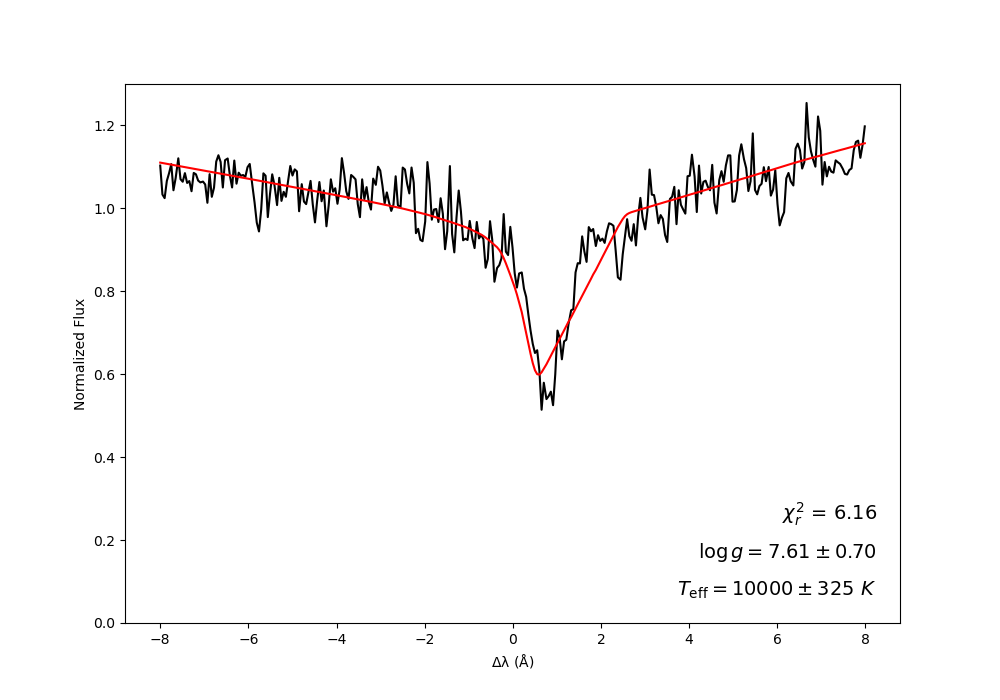 1.2
1.0
0.8
0.6
0.4
0.2
0.0
Normalized Flux
χ²ᵣ = 6.16
log g = 7.61 ± 0.70
T_eff = 10000 ± 325 K
−8 −6 −4 −2 0 2 4 6 8
Δλ (Å)